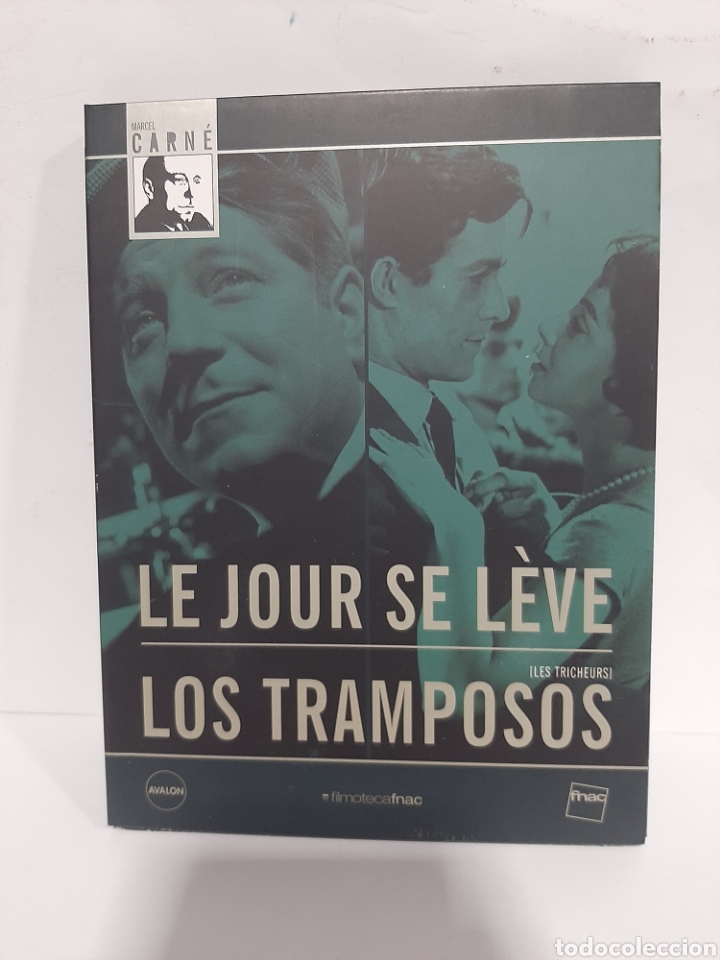 MARCEL
CARNÉ
LE JOUR SE LÈVE
[LES TRICHEURS]
LOS TRAMPOSOS
AVALON
filmotecafnac
fnac
todocoleccion